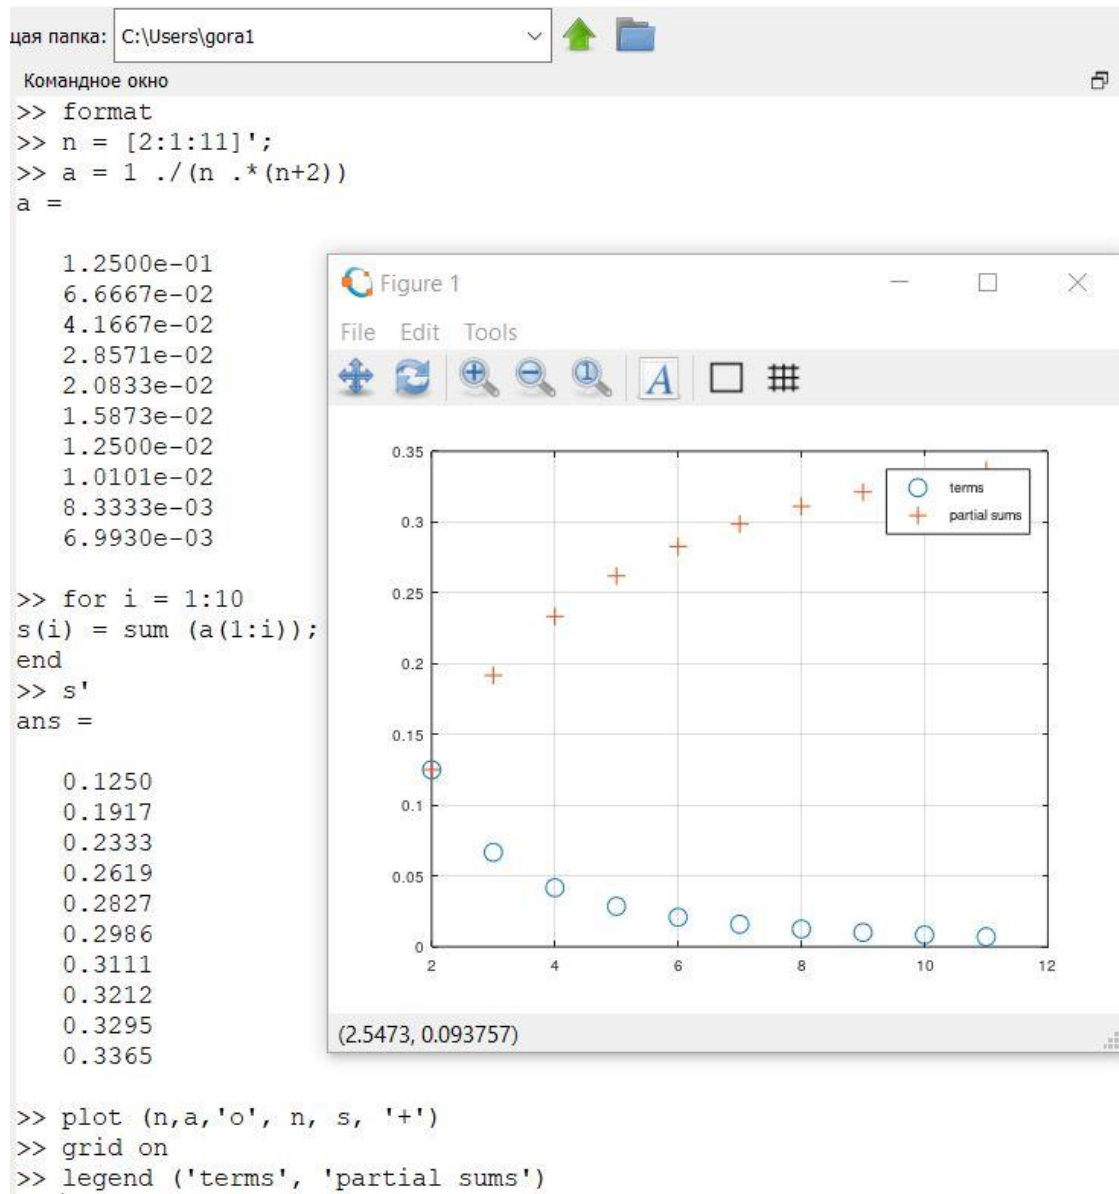 щая папка: C:\Users\gora1
Командное окно
>> format
>> n = [2:1:11]';
>> a = 1 ./(n .*(n+2))
a =
1.2500e-01
6.6667e-02
4.1667e-02
2.8571e-02
2.0833e-02
1.5873e-02
1.2500e-02
1.0101e-02
8.3333e-03
6.9930e-03
>> for i = 1:10
s(i) = sum (a(1:i));
end
>> s'
ans =
0.1250
0.1917
0.2333
0.2619
0.2827
0.2986
0.3111
0.3212
0.3295
0.3365
>> plot (n,a,'o', n, s, '+')
>> grid on
>> legend ('terms', 'partial sums')
Figure 1
File Edit Tools
A
0.35
0.3
0.25
0.2
0.15
0.1
0.05
0
2 4 6 8 10 12
terms
partial sums
(2.5473, 0.093757)